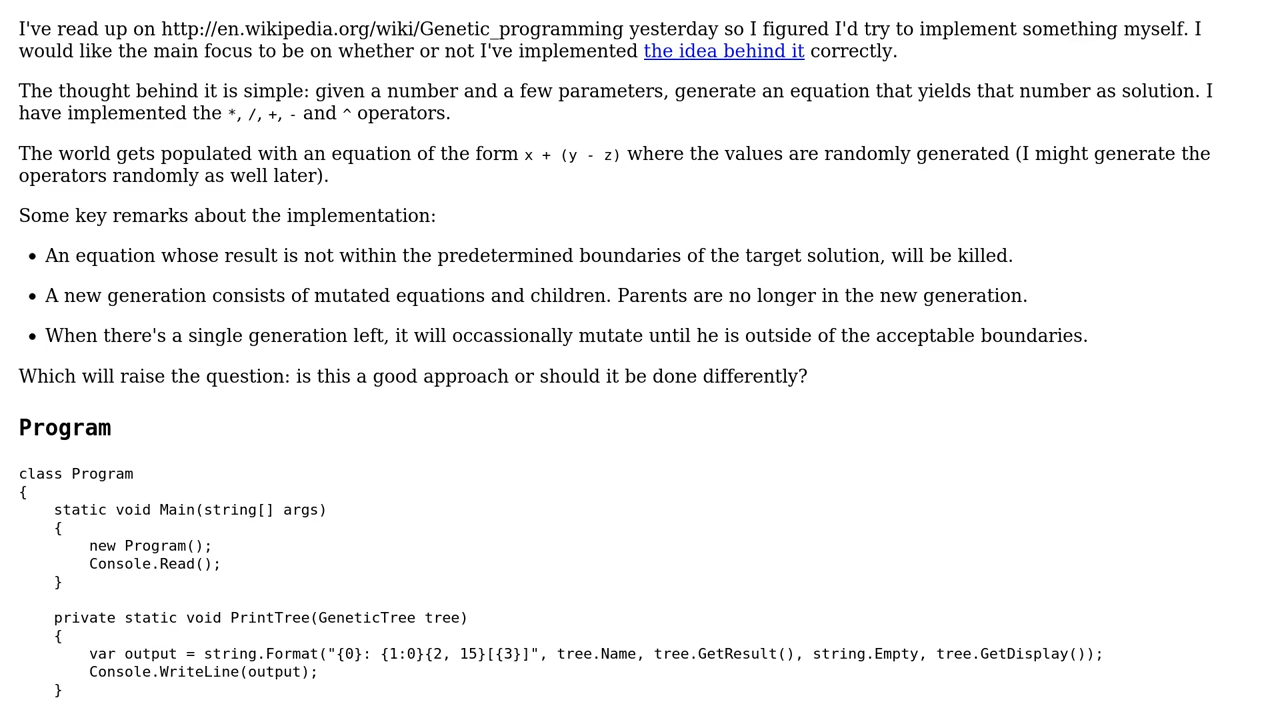 I've read up on http://en.wikipedia.org/wiki/Genetic_programming yesterday so I figured I'd try to implement something myself. I
would like the main focus to be on whether or not I've implemented the idea behind it correctly.
The thought behind it is simple: given a number and a few parameters, generate an equation that yields that number as solution. I
have implemented the *, /, +, - and ^ operators.
The world gets populated with an equation of the form x + (y - z) where the values are randomly generated (I might generate the
operators randomly as well later).
Some key remarks about the implementation:
• An equation whose result is not within the predetermined boundaries of the target solution, will be killed.
• A new generation consists of mutated equations and children. Parents are no longer in the new generation.
• When there's a single generation left, it will occassionally mutate until he is outside of the acceptable boundaries.
Which will raise the question: is this a good approach or should it be done differently?
Program
class Program
{
    static void Main(string[] args)
    {
        new Program();
        Console.Read();
    }
    private static void PrintTree(GeneticTree tree)
    {
        var output = string.Format("{0}: {1:0}{2, 15}[{3}]", tree.Name, tree.GetResult(), string.Empty, tree.GetDisplay());
        Console.WriteLine(output);
    }